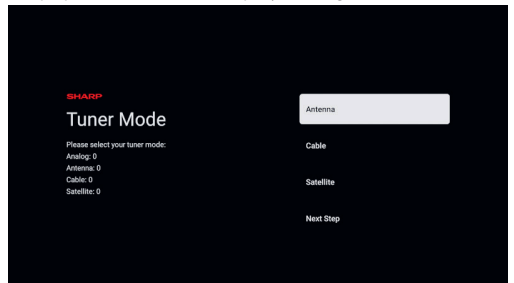 SHARP
Tuner Mode
Please select your tuner mode:
Analog: 0
Antenna: 0
Cable: 0
Satellite: 0
Antenna
Cable
Satellite
Next Step